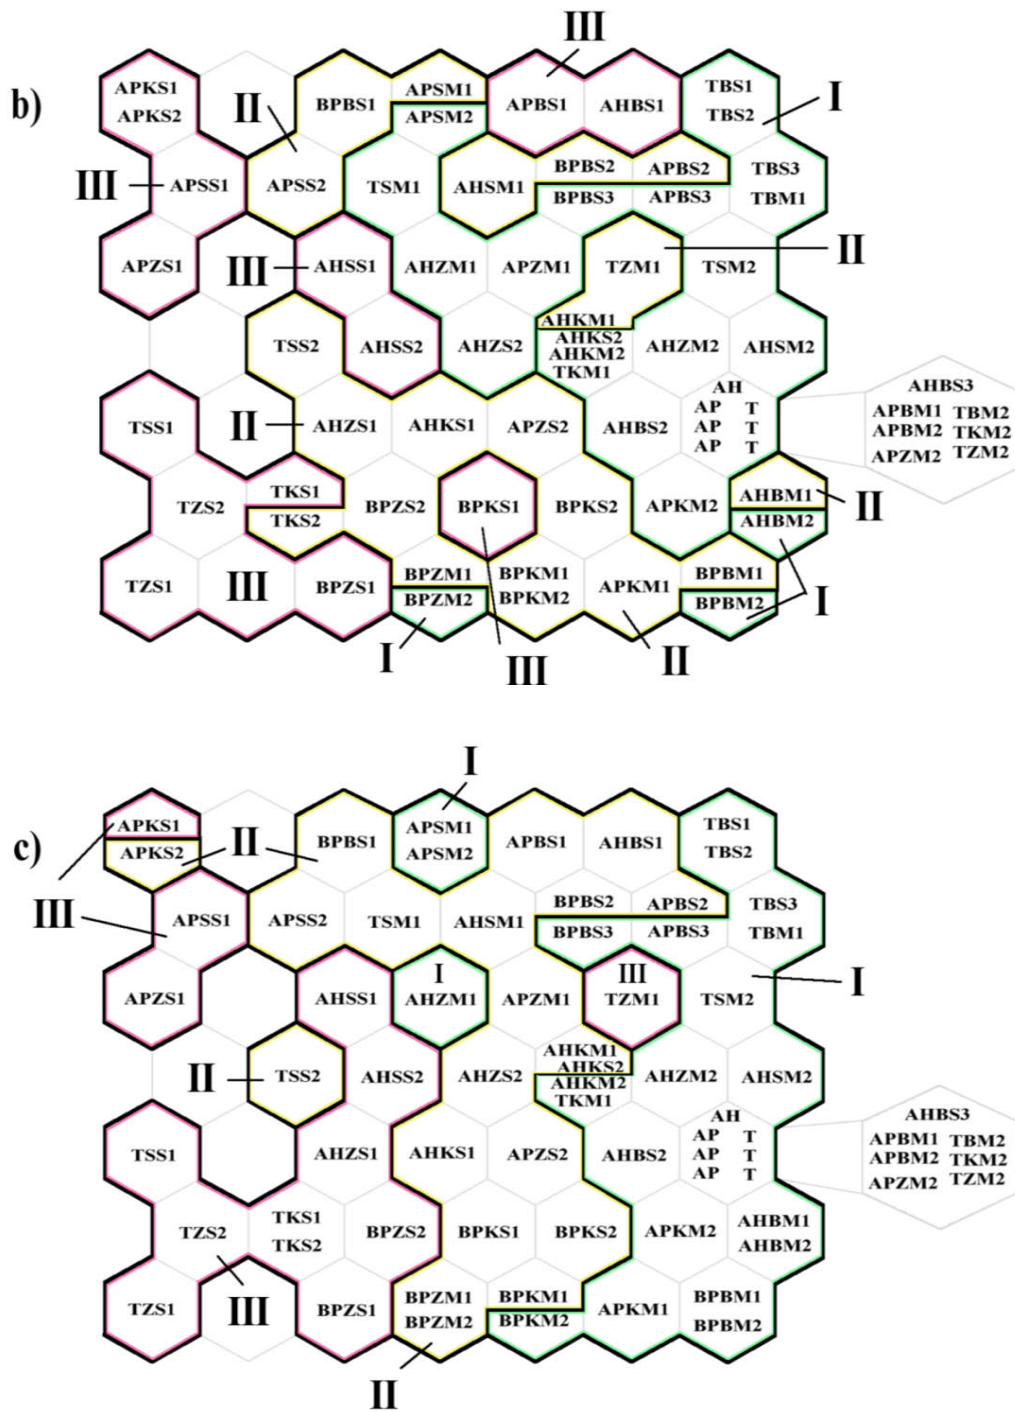 III
b)
APKS1
APKS2
II
BPBS1
APSM1
APSM2
APBS1
AHBS1
TBS1
TBS2
I
III
APSS1
APSS2
TSM1
AHSM1
BPBS2
BPBS3
APBS2
APBS3
TBS3
TBM1
APZS1
III
AHSS1
AHZM1
APZM1
TZM1
TSM2
II
TSS2
AHSS2
AHZS2
AHKM1
AHKS2
AHKM2
TKM1
AHZM2
AHSM2
TSS1
II
AHZS1
AHKS1
APZS2
AHBS2
AH
AP T
AP T
AP T
AHBS3
APBM1 TBM2
APBM2 TKM2
APZM2 TZM2
TZS2
TKS1
TKS2
BPZS2
BPKS1
BPKS2
APKM2
AHBM1
AHBM2
II
TZS1
III
BPZS1
BPZM1
BPZM2
BPKM1
BPKM2
APKM1
BPBM1
BPBM2
I
I
III
II
I
c)
APKS1
APKS2
II
BPBS1
APSM1
APSM2
APBS1
AHBS1
TBS1
TBS2
III
APSS1
APSS2
TSM1
AHSM1
BPBS2
BPBS3
APBS2
APBS3
TBS3
TBM1
APZS1
AHSS1
I
AHZM1
APZM1
III
TZM1
TSM2
I
II
TSS2
AHSS2
AHZS2
AHKM1
AHKS2
AHKM2
TKM1
AHZM2
AHSM2
TSS1
AHZS1
AHKS1
APZS2
AHBS2
AH
AP T
AP T
AP T
AHBS3
APBM1 TBM2
APBM2 TKM2
APZM2 TZM2
TZS2
TKS1
TKS2
BPZS2
BPKS1
BPKS2
APKM2
AHBM1
AHBM2
TZS1
III
BPZS1
BPZM1
BPZM2
BPKM1
BPKM2
APKM1
BPBM1
BPBM2
II